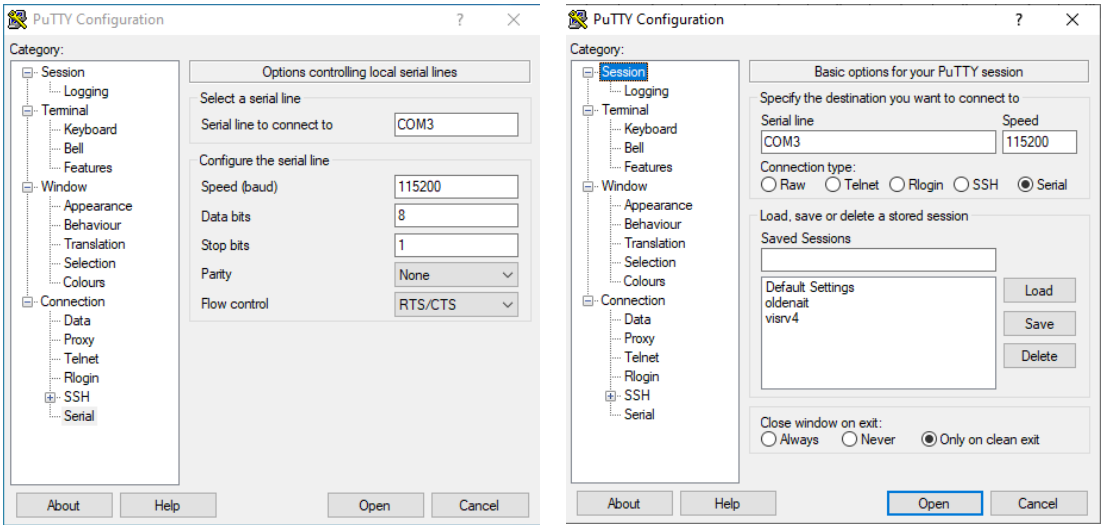 PuTTY Configuration
Category:
Session
Logging
Terminal
Keyboard
Bell
Features
Window
Appearance
Behaviour
Translation
Selection
Colours
Connection
Data
Proxy
Telnet
Rlogin
SSH
Serial
Options controlling local serial lines
Select a serial line
Serial line to connect to COM3
Configure the serial line
Speed (baud) 115200
Data bits 8
Stop bits 1
Parity None
Flow control RTS/CTS
About Help Open Cancel
PuTTY Configuration
Category:
Session
Logging
Terminal
Keyboard
Bell
Features
Window
Appearance
Behaviour
Translation
Selection
Colours
Connection
Data
Proxy
Telnet
Rlogin
SSH
Serial
Basic options for your PuTTY session
Specify the destination you want to connect to
Serial line Speed
COM3 115200
Connection type:
Raw Telnet Rlogin SSH Serial
Load, save or delete a stored session
Saved Sessions
Default Settings
oldenait
visrv4
Load
Save
Delete
Close window on exit:
Always Never Only on clean exit
About Help Open Cancel